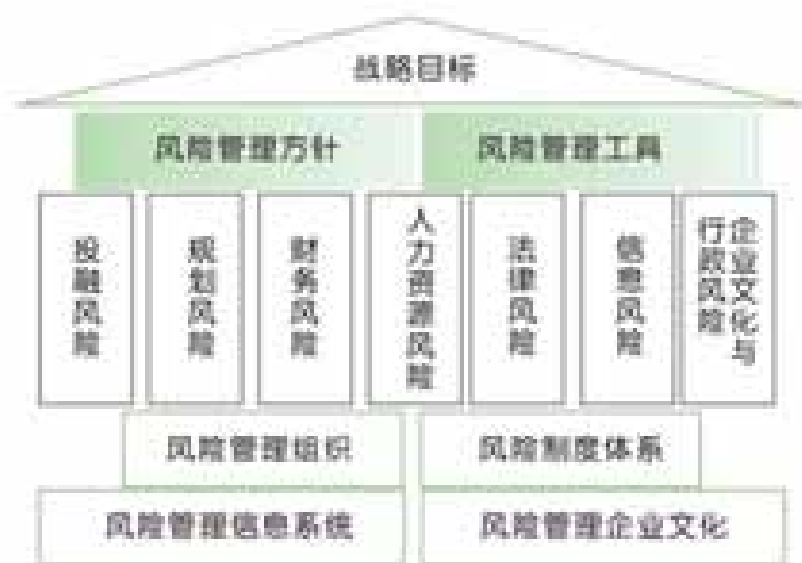 战略目标
风险管理方针
风险管理工具
投融风险
规划风险
财务风险
人力资源风险
法律风险
信息风险
企业文化与
行政风险
风险管理组织
风险制度体系
风险管理信息系统
风险管理企业文化